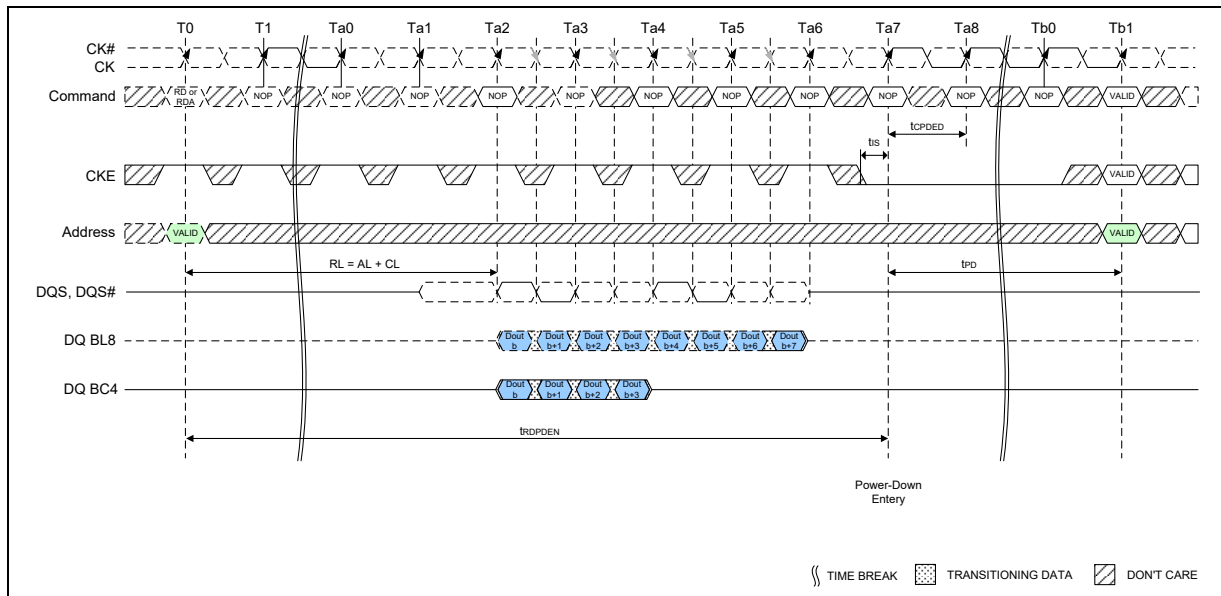 T0 T1 Ta0 Ta1 Ta2 Ta3 Ta4 Ta5 Ta6 Ta7 Ta8 Tb0 Tb1
CK#
CK
Command RD or RDA NOP NOP NOP NOP NOP NOP NOP NOP NOP NOP NOP VALID
tCPDED
tIS
CKE VALID
Address VALID VALID
RL = AL + CL tPD
DQS, DQS#
DQ BL8 Dout b Dout b+1 Dout b+2 Dout b+3 Dout b+4 Dout b+5 Dout b+6 Dout b+7
DQ BC4 Dout b Dout b+1 Dout b+2 Dout b+3
tRDPDEN
Power-Down
Entery
TIME BREAK TRANSITIONING DATA DON'T CARE